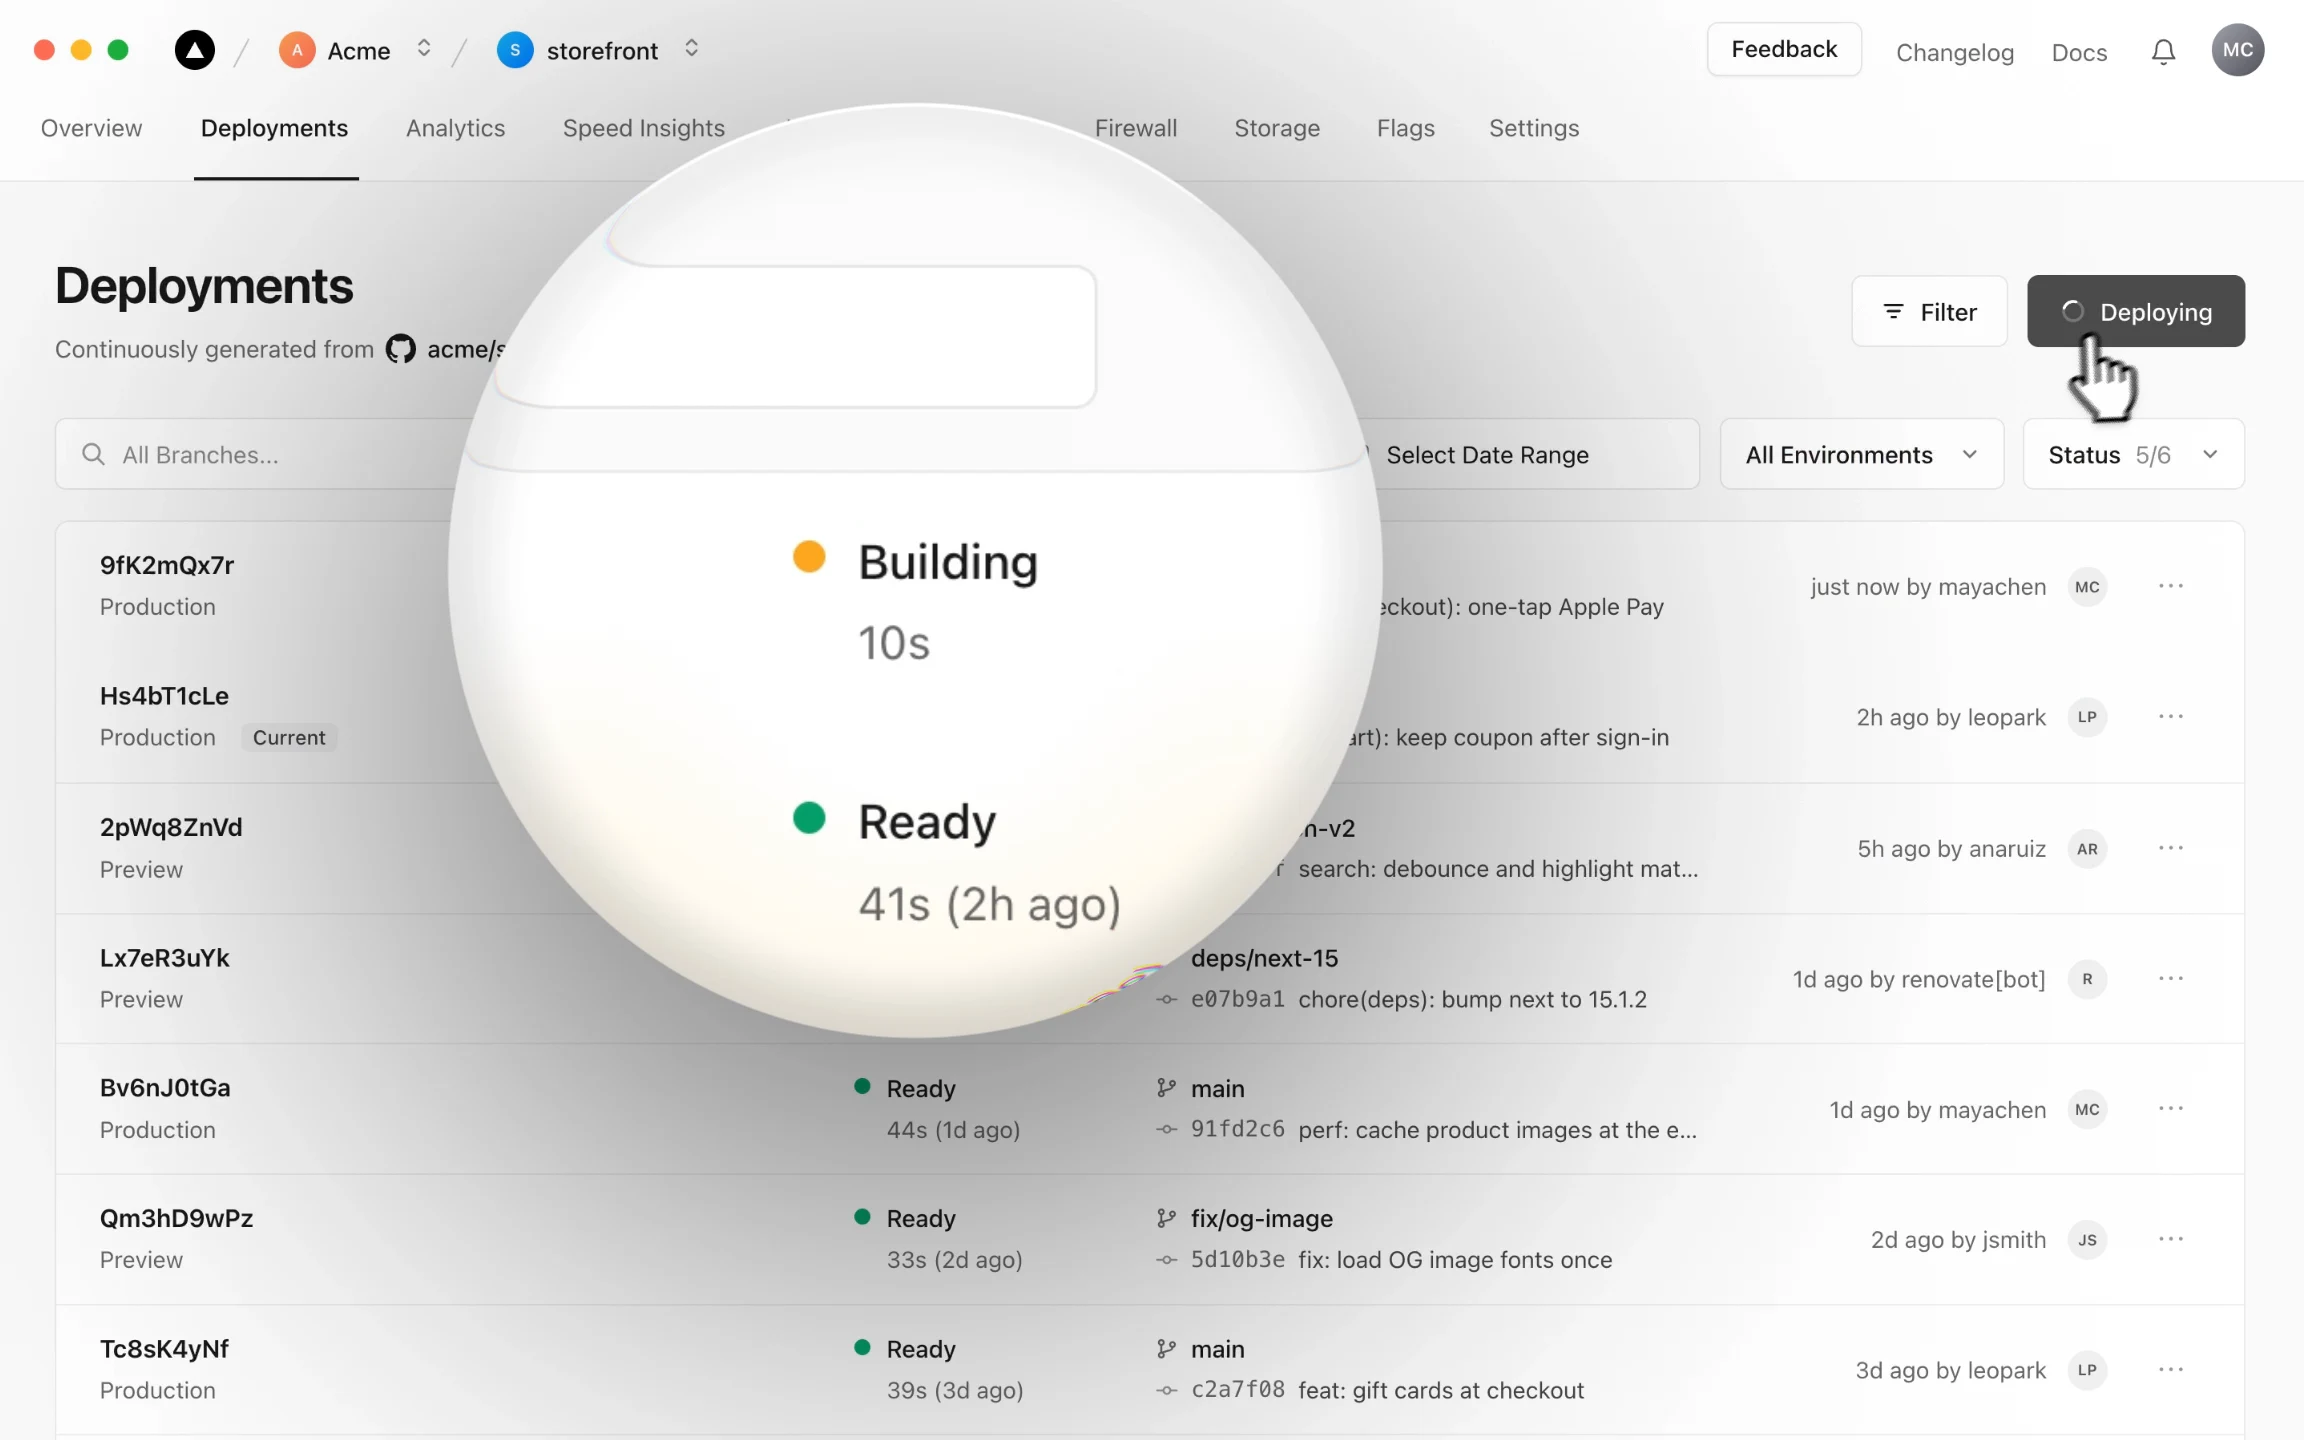 A Acme S storefront Feedback Changelog Docs MC
Overview Deployments Analytics Speed Insights Firewall Storage Flags Settings
Deployments
Continuously generated from acme/s
Filter Deploying
All Branches... Select Date Range All Environments Status 5/6
9fK2mQx7r
Production
Building
10s
eckout): one-tap Apple Pay
just now by mayachen MC
Hs4bT1cLe
Production Current
Ready
41s (2h ago)
art): keep coupon after sign-in
2h ago by leopark LP
2pWq8ZnVd
Preview
n-v2
search: debounce and highlight mat...
5h ago by anaruiz AR
Lx7eR3uYk
Preview
deps/next-15
e07b9a1 chore(deps): bump next to 15.1.2
1d ago by renovate[bot] R
Bv6nJ0tGa
Production
Ready
44s (1d ago)
main
91fd2c6 perf: cache product images at the e...
1d ago by mayachen MC
Qm3hD9wPz
Preview
Ready
33s (2d ago)
fix/og-image
5d10b3e fix: load OG image fonts once
2d ago by jsmith JS
Tc8sK4yNf
Production
Ready
39s (3d ago)
main
c2a7f08 feat: gift cards at checkout
3d ago by leopark LP